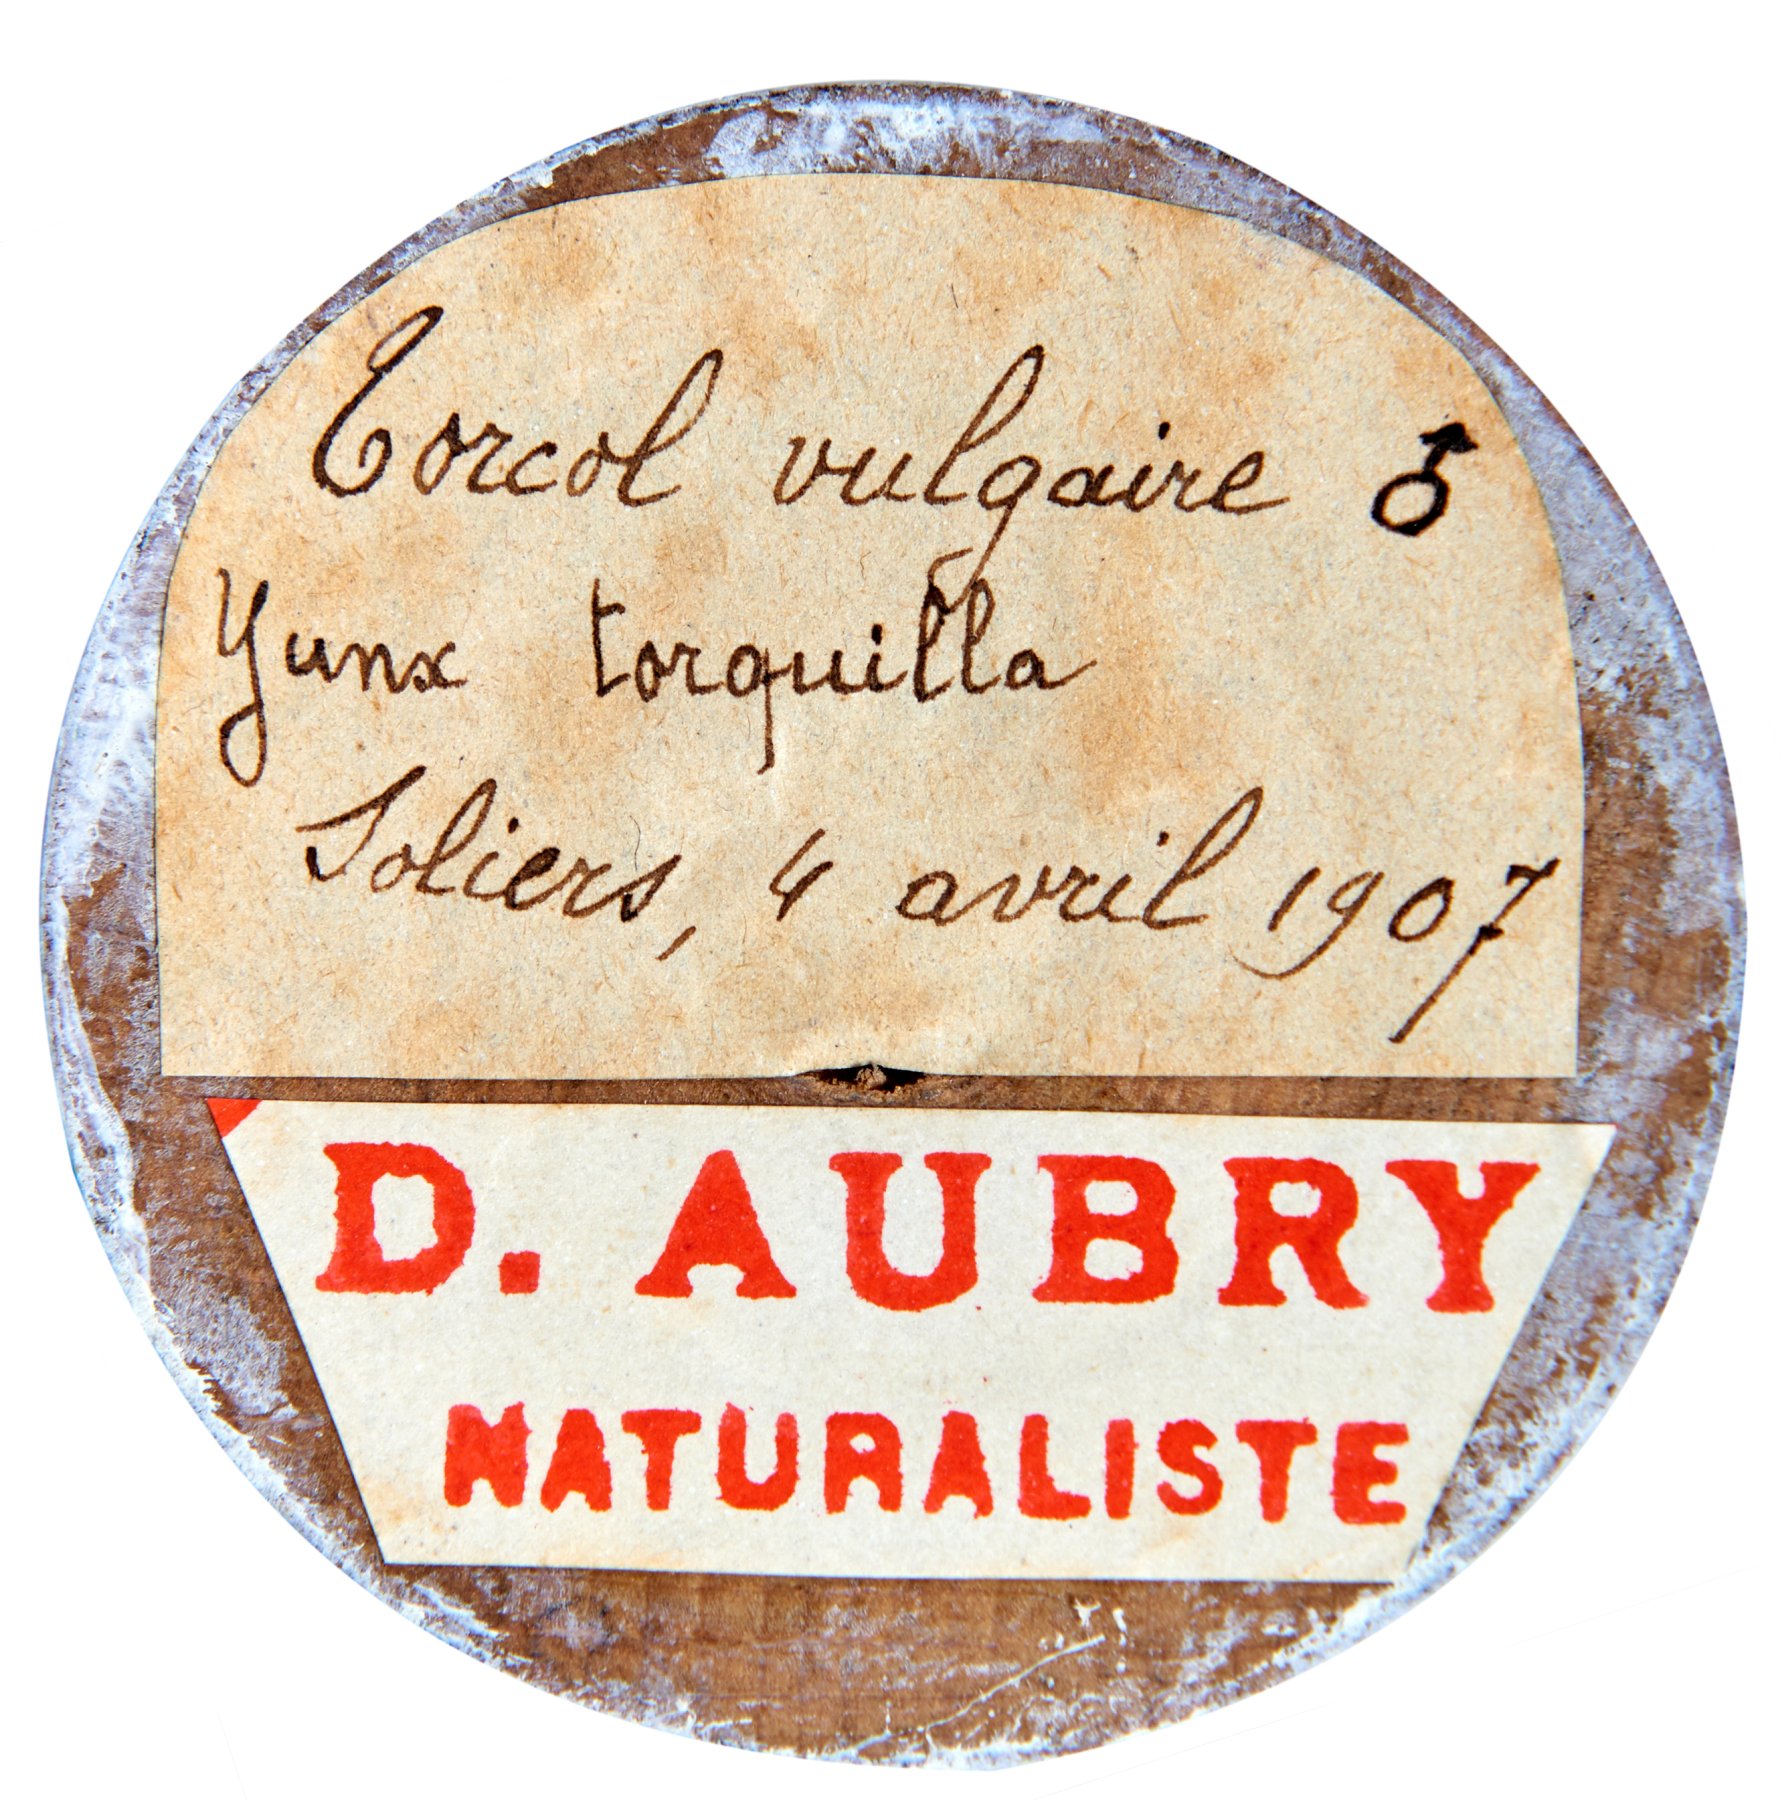 Torcol vulgaire ♂
Yunx torquilla
Soliers, 4 avril 1907
D. AUBRY
NATURALISTE